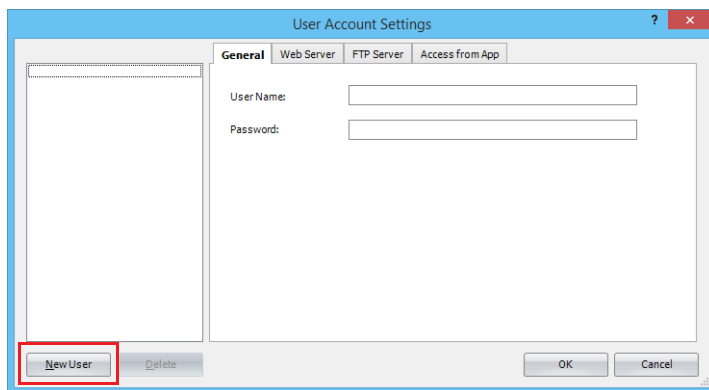 User Account Settings ?
General Web Server FTP Server Access from App
User Name:
Password:
New User Delete OK Cancel